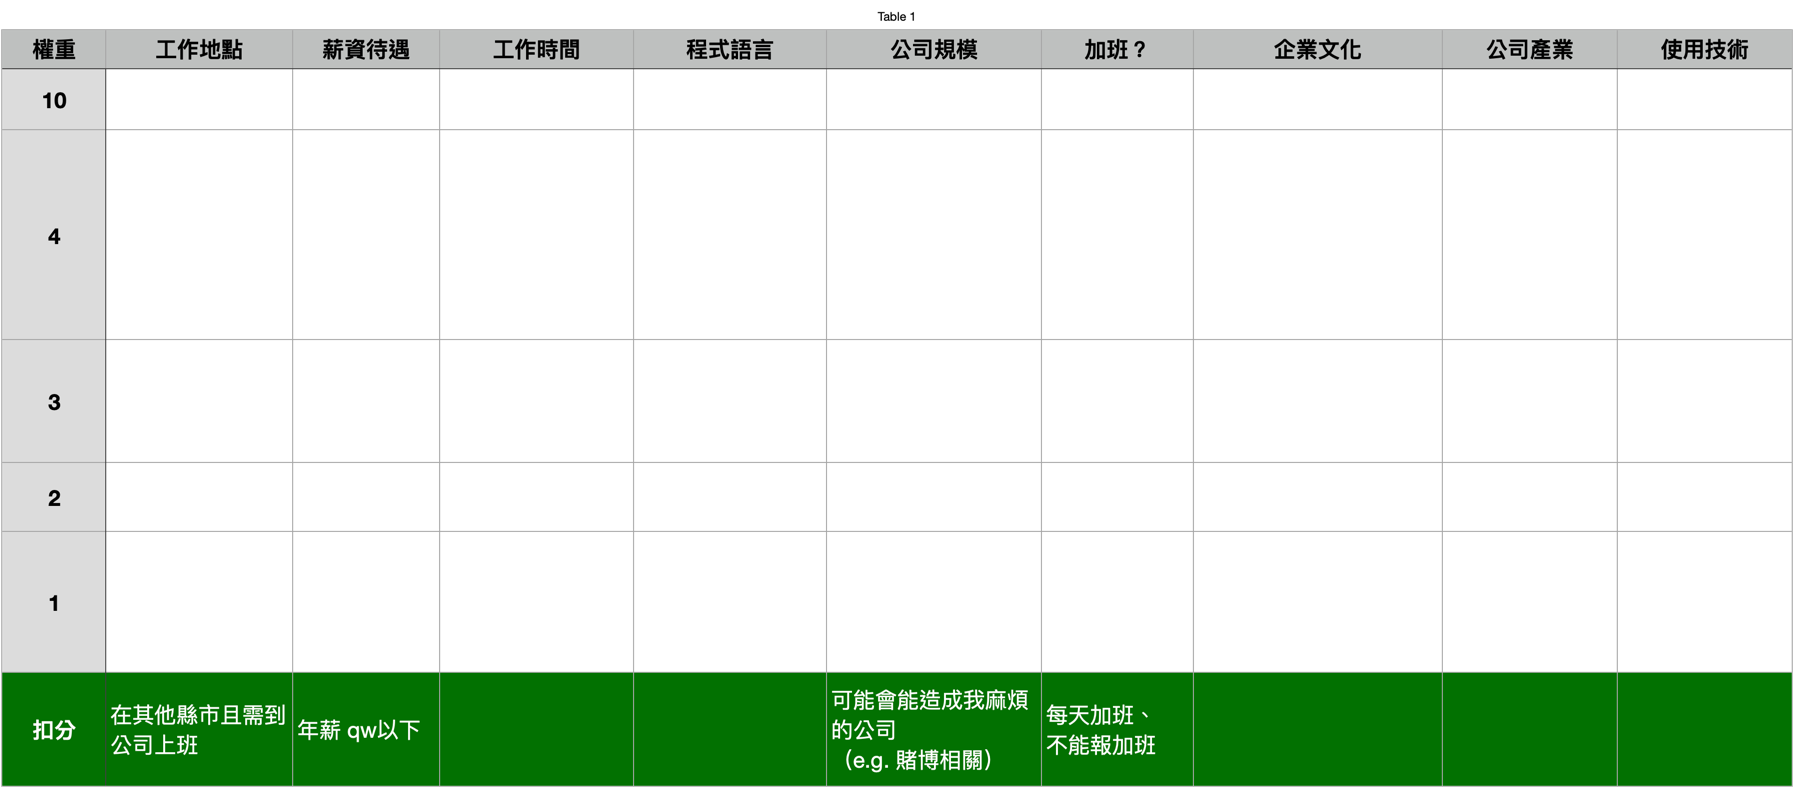 Table 1
權重 工作地點 薪資待遇 工作時間 程式語言 公司規模 加班？ 企業文化 公司產業 使用技術
10
4
3
2
1
扣分
在其他縣市且需到
公司上班
年薪 qw以下
可能會能造成我麻煩
的公司
（e.g. 賭博相關）
每天加班、
不能報加班